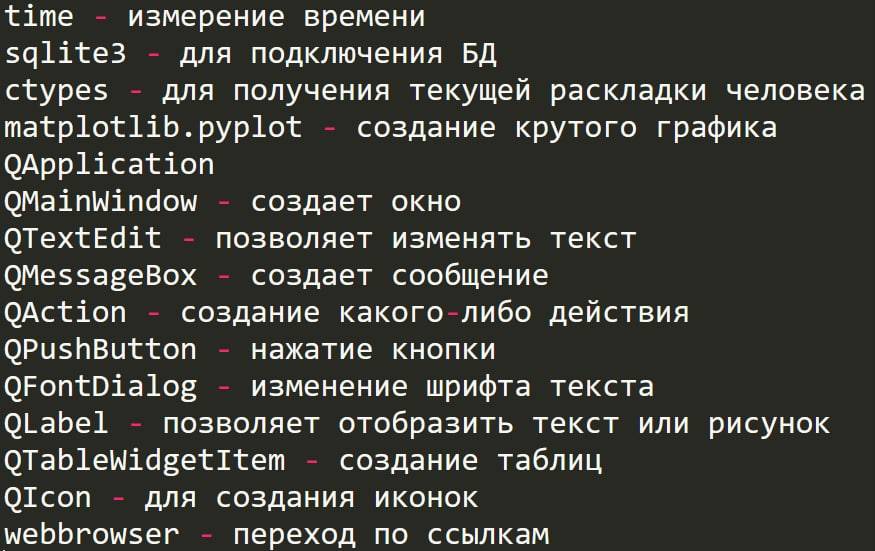 time - измерение времени
sqlite3 - для подключения БД
ctypes - для получения текущей раскладки человека
matplotlib.pyplot - создание крутого графика
QApplication
QMainWindow - создает окно
QTextEdit - позволяет изменять текст
QMessageBox - создает сообщение
QAction - создание какого-либо действия
QPushButton - нажатие кнопки
QFontDialog - изменение шрифта текста
QLabel - позволяет отобразить текст или рисунок
QTableWidgetItem - создание таблиц
QIcon - для создания иконок
webbrowser - переход по ссылкам